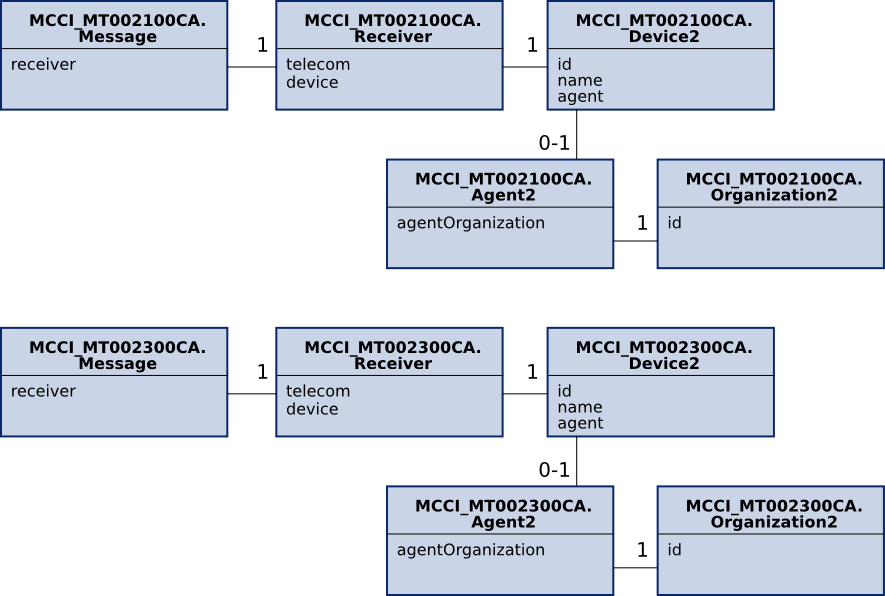 MCCI_MT002100CA.
Message
receiver
1
MCCI_MT002100CA.
Receiver
telecom
device
1
MCCI_MT002100CA.
Device2
id
name
agent
0-1
MCCI_MT002100CA.
Agent2
agentOrganization
1
MCCI_MT002100CA.
Organization2
id
MCCI_MT002300CA.
Message
receiver
1
MCCI_MT002300CA.
Receiver
telecom
device
1
MCCI_MT002300CA.
Device2
id
name
agent
0-1
MCCI_MT002300CA.
Agent2
agentOrganization
1
MCCI_MT002300CA.
Organization2
id